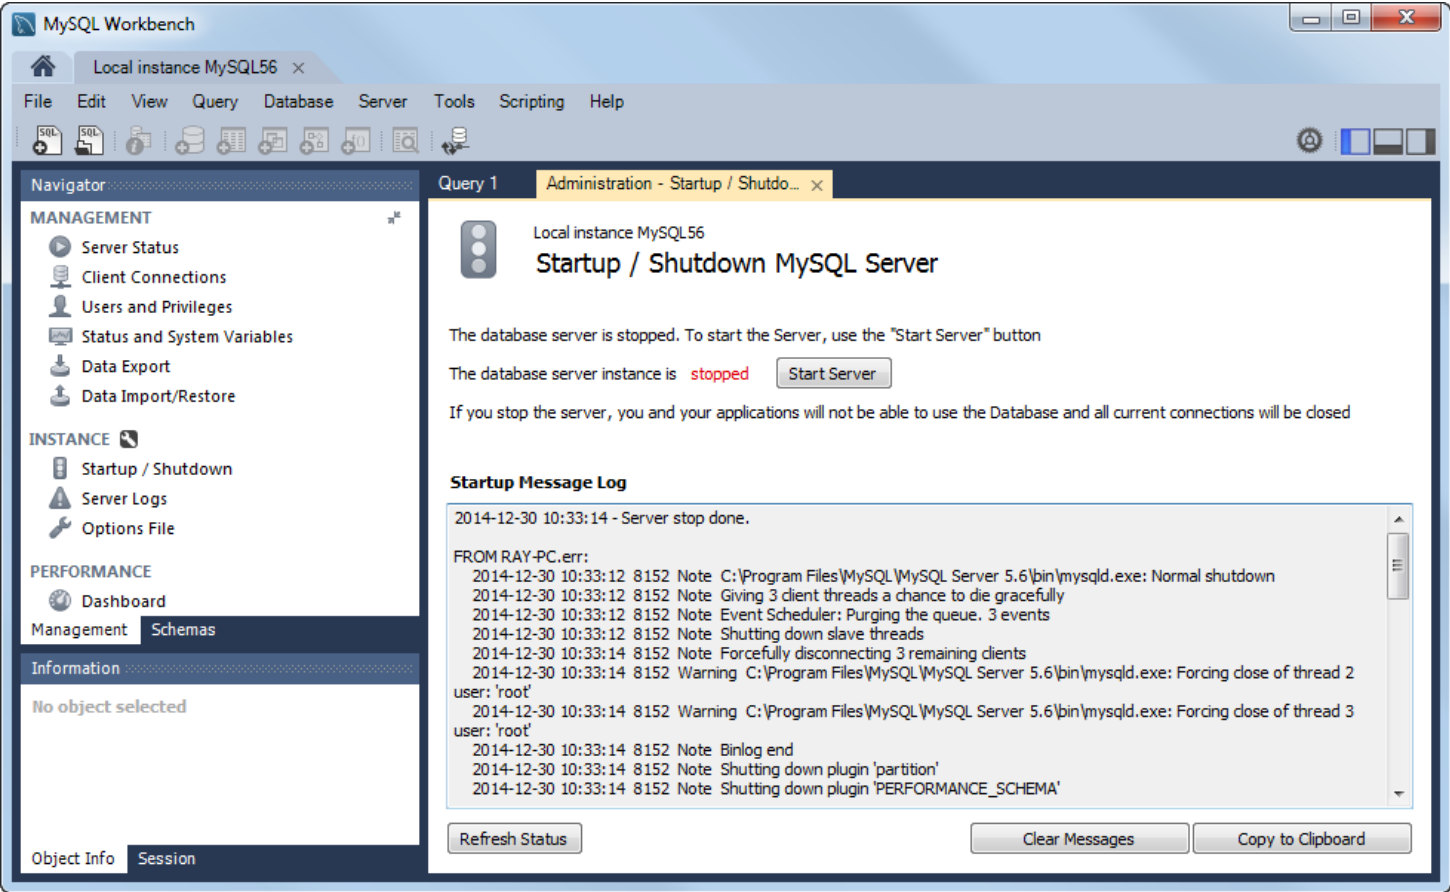 MySQL Workbench
Local instance MySQL56
File Edit View Query Database Server Tools Scripting Help
SQL SQL
Navigator
MANAGEMENT
Server Status
Client Connections
Users and Privileges
Status and System Variables
Data Export
Data Import/Restore
INSTANCE
Startup / Shutdown
Server Logs
Options File
PERFORMANCE
Dashboard
Management Schemas
Information
No object selected
Object Info Session
Query 1 Administration - Startup / Shutdo...
Local instance MySQL56
Startup / Shutdown MySQL Server
The database server is stopped. To start the Server, use the "Start Server" button
The database server instance is stopped Start Server
If you stop the server, you and your applications will not be able to use the Database and all current connections will be closed
Startup Message Log
2014-12-30 10:33:14 - Server stop done.
FROM RAY-PC.err:
2014-12-30 10:33:12 8152 Note C:\Program Files\MySQL\MySQL Server 5.6\bin\mysqld.exe: Normal shutdown
2014-12-30 10:33:12 8152 Note Giving 3 client threads a chance to die gracefully
2014-12-30 10:33:12 8152 Note Event Scheduler: Purging the queue. 3 events
2014-12-30 10:33:12 8152 Note Shutting down slave threads
2014-12-30 10:33:14 8152 Note Forcefully disconnecting 3 remaining clients
2014-12-30 10:33:14 8152 Warning C:\Program Files\MySQL\MySQL Server 5.6\bin\mysqld.exe: Forcing close of thread 2
user: 'root'
2014-12-30 10:33:14 8152 Warning C:\Program Files\MySQL\MySQL Server 5.6\bin\mysqld.exe: Forcing close of thread 3
user: 'root'
2014-12-30 10:33:14 8152 Note Binlog end
2014-12-30 10:33:14 8152 Note Shutting down plugin 'partition'
2014-12-30 10:33:14 8152 Note Shutting down plugin 'PERFORMANCE_SCHEMA'
Refresh Status Clear Messages Copy to Clipboard